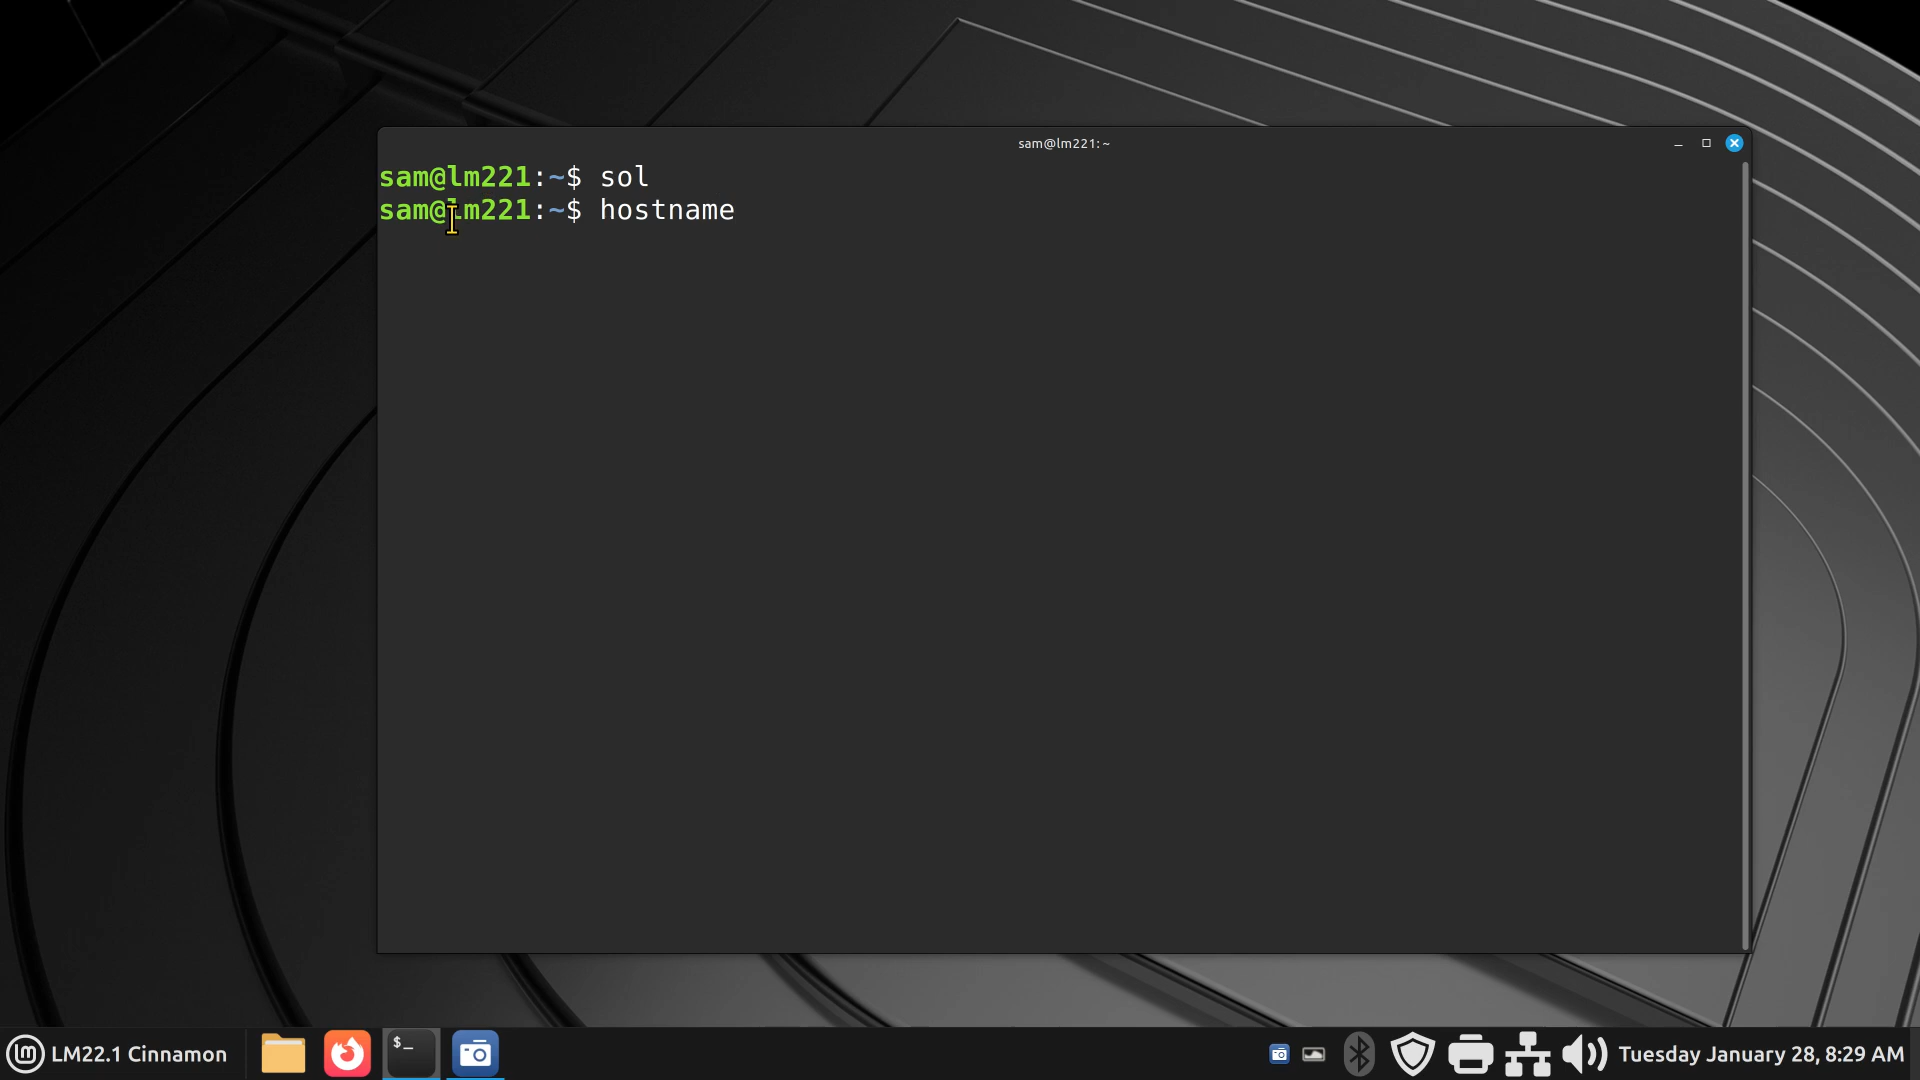 sam@lm221:~
sam@lm221:~$ sol
sam@lm221:~$ hostname
$_
LM22.1 Cinnamon
Tuesday January 28, 8:29 AM